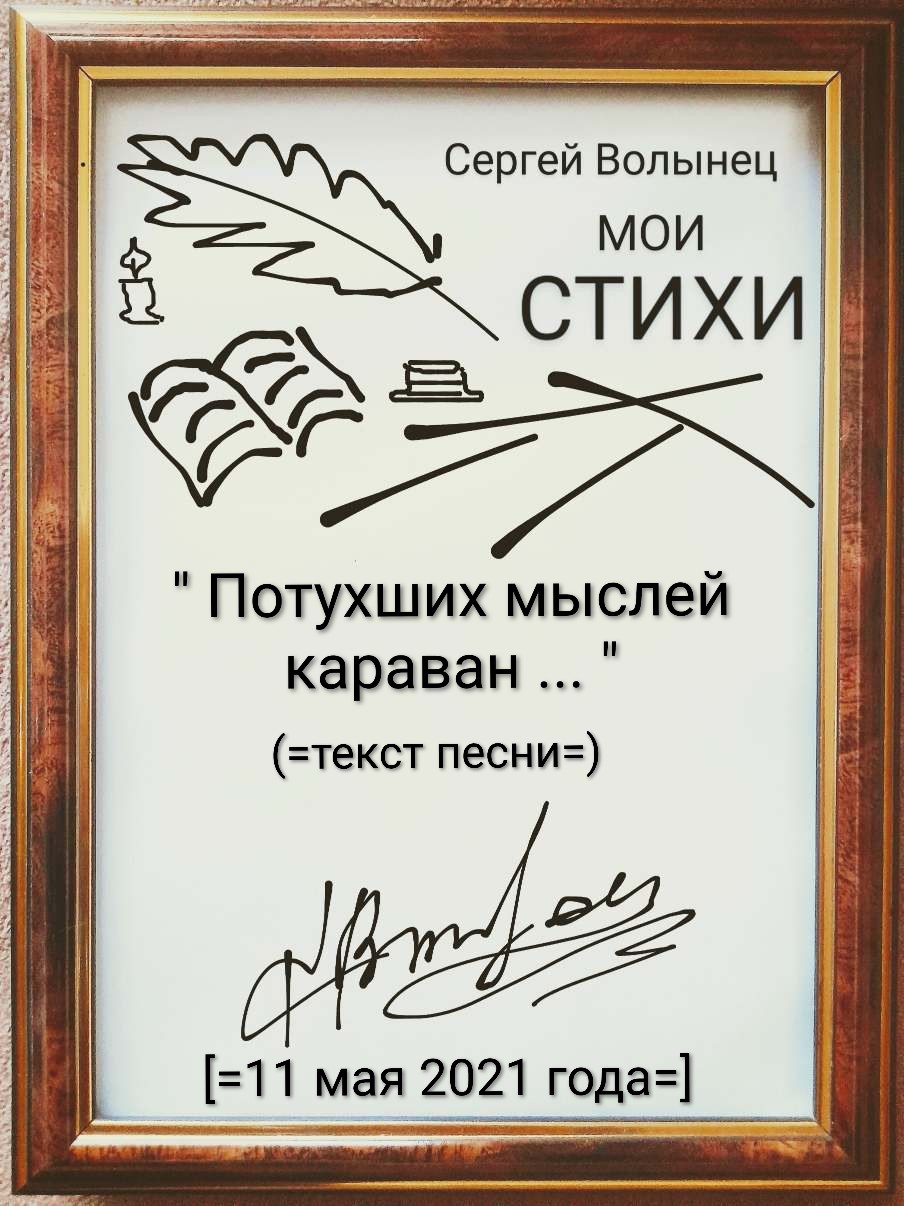 Сергей Волынец
МОИ
СТИХИ
" Потухших мыслей
караван ... "
(=текст песни=)
[=11 мая 2021 года=]